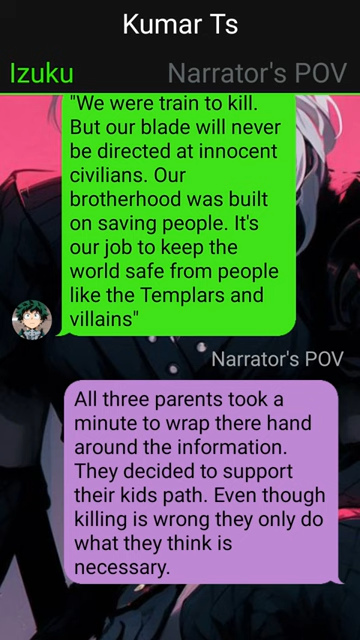 Kumar Ts
Izuku Narrator's POV
"We were train to kill.
But our blade will never
be directed at innocent
civilians. Our
brotherhood was built
on saving people. It's
our job to keep the
world safe from people
like the Templars and
villains"
Narrator's POV
All three parents took a
minute to wrap there hand
around the information.
They decided to support
their kids path. Even though
killing is wrong they only do
what they think is
necessary.